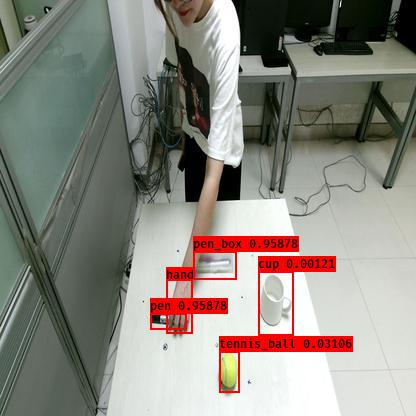 pen_box 0.95878
cup 0.00121
hand
pen 0.95878
tennis_ball 0.03106